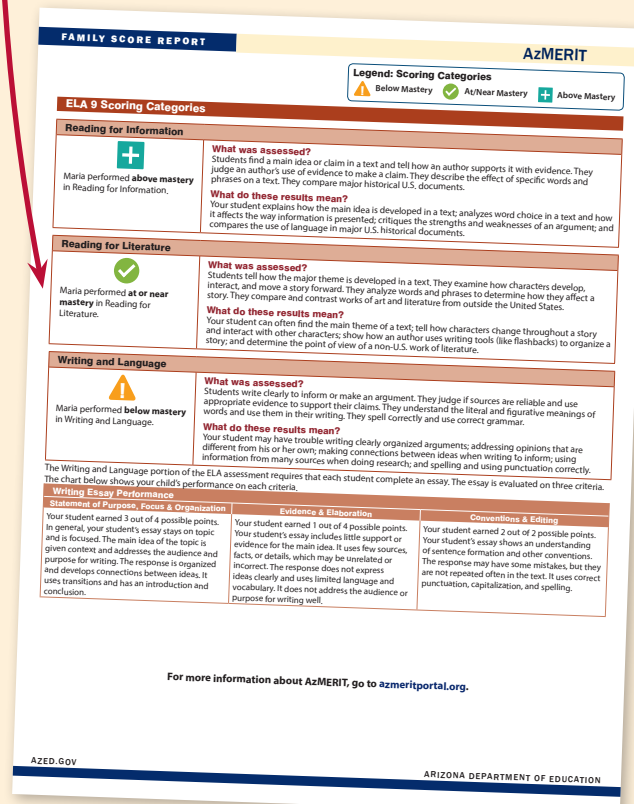 FAMILY SCORE REPORT
AzMERIT
Legend: Scoring Categories
Below Mastery At/Near Mastery Above Mastery
ELA 9 Scoring Categories
Reading for Information
Maria performed above mastery
in Reading for Information.
What was assessed?
Students find a main idea or claim in a text and tell how an author supports it with evidence. They
judge an author's use of evidence to make a claim. They describe the effect of specific words and
phrases on a text. They compare major historical U.S. documents.
What do these results mean?
Your student explains how the main idea is developed in a text; analyzes word choice in a text and how
it affects the way information is presented; critiques the strengths and weaknesses of an argument; and
compares the use of language in major U.S. historical documents.
Reading for Literature
Maria performed at or near
mastery in Reading for
Literature.
What was assessed?
Students tell how the major theme is developed in a text. They examine how characters develop,
interact, and move a story forward. They analyze words and phrases to determine how they affect a
story. They compare and contrast works of art and literature from outside the United States.
What do these results mean?
Your student can often find the main theme of a text; tell how characters change throughout a story
and interact with other characters; show how an author uses writing tools (like flashbacks) to organize a
story; and determine the point of view of a non-U.S. work of literature.
Writing and Language
Maria performed below mastery
in Writing and Language.
What was assessed?
Students write clearly to inform or make an argument. They judge if sources are reliable and use
appropriate evidence to support their claims. They understand the literal and figurative meanings of
words and use them in their writing. They spell correctly and use correct grammar.
What do these results mean?
Your student may have trouble writing clearly organized arguments; addressing opinions that are
different from his or her own; making connections between ideas when writing to inform; using
information from many sources when doing research; and spelling and using punctuation correctly.
The Writing and Language portion of the ELA assessment requires that each student complete an essay. The essay is evaluated on three criteria.
The chart below shows your child's performance on each criteria.
Writing Essay Performance
Statement of Purpose, Focus & Organization
Your student earned 3 out of 4 possible points.
In general, your student's essay stays on topic
and is focused. The main idea of the topic is
given context and addresses the audience and
purpose for writing. The response is organized
and develops connections between ideas. It
uses transitions and has an introduction and
conclusion.
Evidence & Elaboration
Your student earned 1 out of 4 possible points.
Your student's essay includes little support or
evidence for the main idea. It uses few sources,
facts, or details, which may be unrelated or
incorrect. The response does not express
ideas clearly and uses limited language and
vocabulary. It does not address the audience or
purpose for writing well.
Conventions & Editing
Your student earned 2 out of 2 possible points.
Your student's essay shows an understanding
of sentence formation and other conventions.
The response may have some mistakes, but they
are not repeated often in the text. It uses correct
punctuation, capitalization, and spelling.
For more information about AzMERIT, go to azmeritportal.org.
AZED.GOV
ARIZONA DEPARTMENT OF EDUCATION